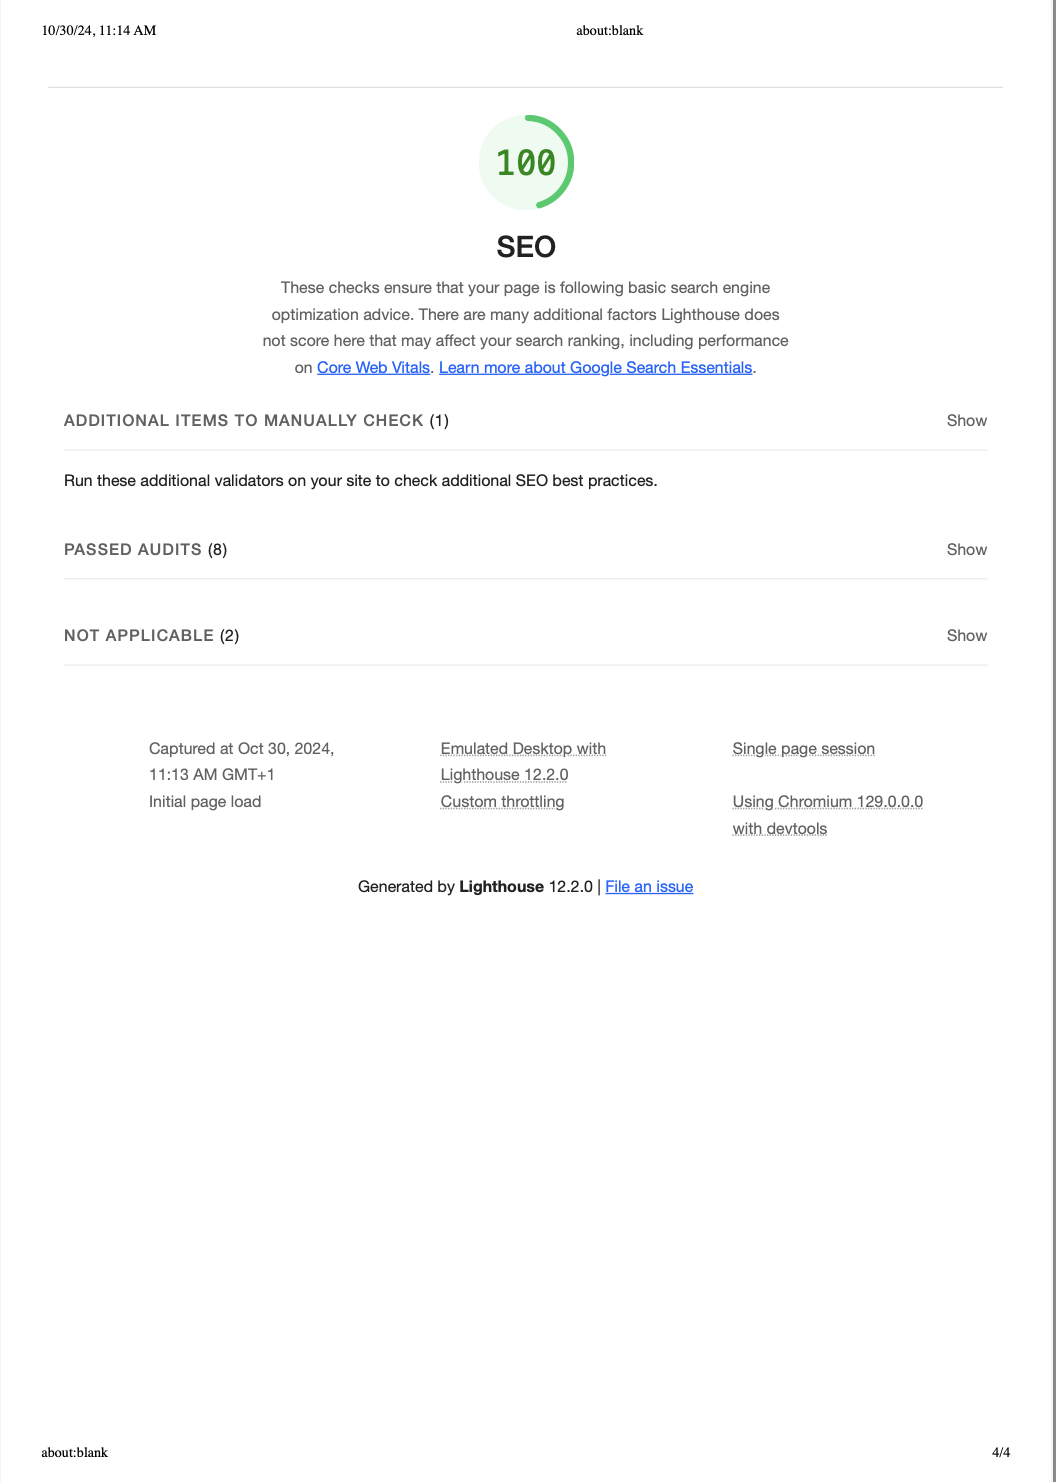 10/30/24, 11:14 AM about:blank
100
SEO
These checks ensure that your page is following basic search engine
optimization advice. There are many additional factors Lighthouse does
not score here that may affect your search ranking, including performance
on Core Web Vitals. Learn more about Google Search Essentials.
ADDITIONAL ITEMS TO MANUALLY CHECK (1) Show
Run these additional validators on your site to check additional SEO best practices.
PASSED AUDITS (8) Show
NOT APPLICABLE (2) Show
Captured at Oct 30, 2024,
11:13 AM GMT+1
Initial page load
Emulated Desktop with
Lighthouse 12.2.0
Custom throttling
Single page session
Using Chromium 129.0.0.0
with devtools
Generated by Lighthouse 12.2.0 | File an issue
about:blank 4/4